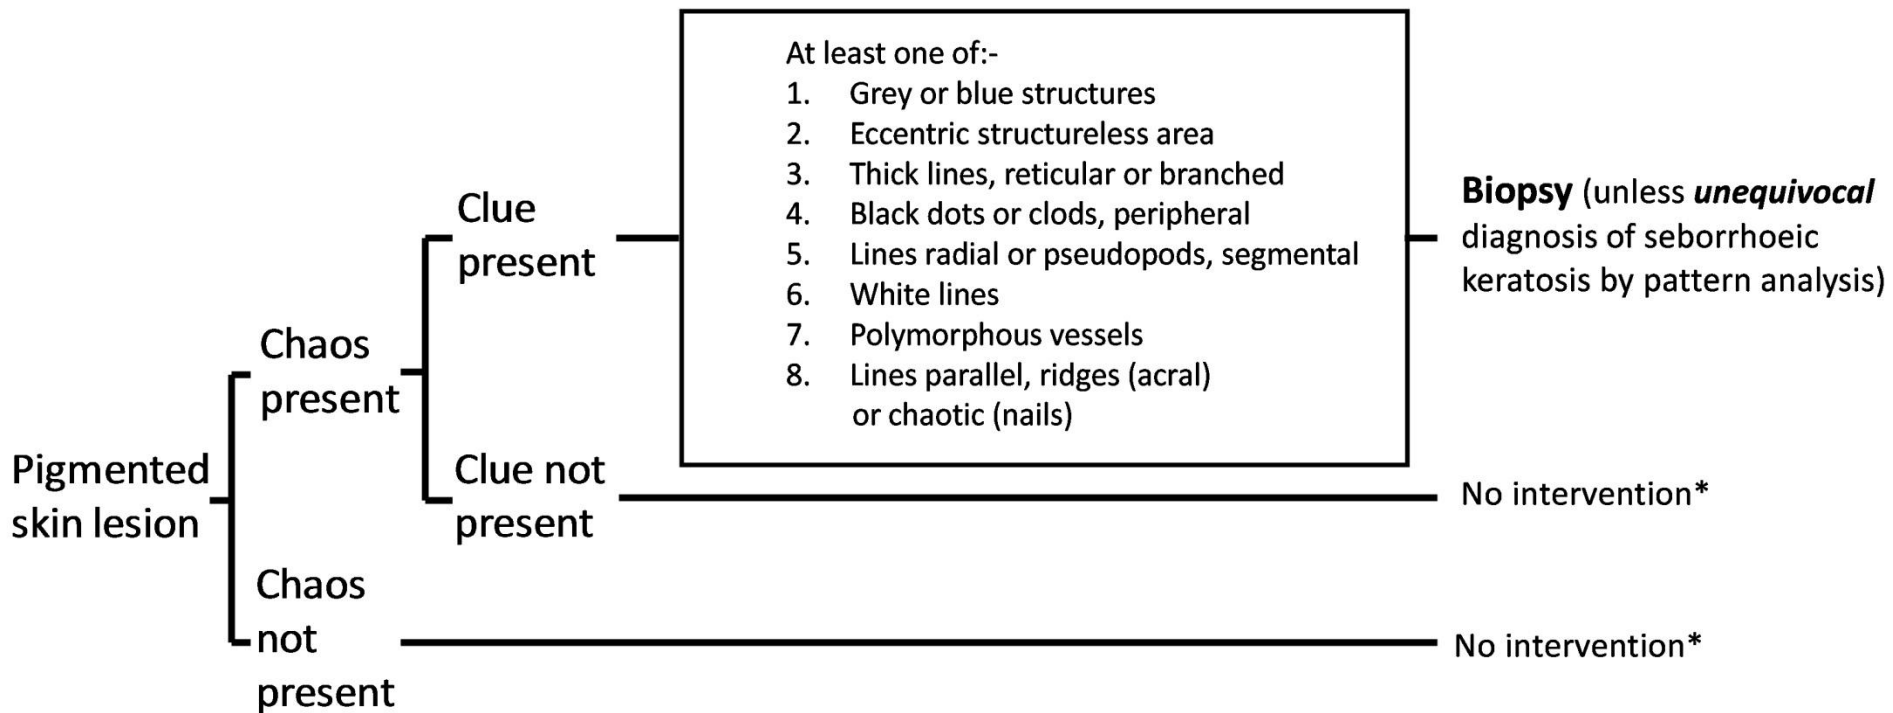 Pigmented
skin lesion
Chaos
present
Chaos
not
present
Clue
present
Clue not
present
At least one of:-
1. Grey or blue structures
2. Eccentric structureless area
3. Thick lines, reticular or branched
4. Black dots or clods, peripheral
5. Lines radial or pseudopods, segmental
6. White lines
7. Polymorphous vessels
8. Lines parallel, ridges (acral)
or chaotic (nails)
Biopsy (unless unequivocal
diagnosis of seborrhoeic
keratosis by pattern analysis)
No intervention*
No intervention*